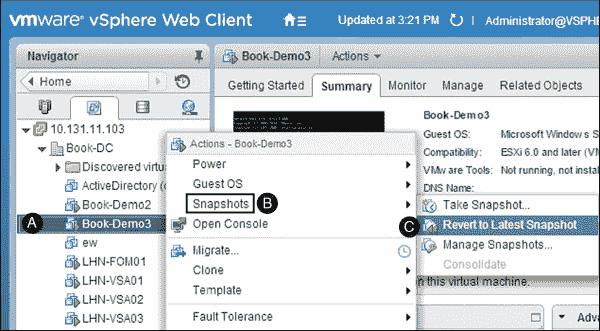 vmware® vSphere Web Client Updated at 3:21 PM Administrator@VSPHE
Navigator
Home
10.131.11.103
Book-DC
Discovered virtu
ActiveDirectory (
Book-Demo2
A Book-Demo3
ew
LHN-FOM01
LHN-VSA01
LHN-VSA02
LHN-VSA03
Book-Demo3 Actions
Getting Started Summary Monitor Manage Related Objects
Book-Demo3
Guest OS: Microsoft Window s S
Compatibility: ESXi 6.0 and later (VM
VMw are Tools: Not running, not insta
DNS Name:
Actions - Book-Demo3
Power
Guest OS
Snapshots B
Open Console
Migrate...
Clone
Template
Fault Tolerance
Take Snapshot...
C Revert to Latest Snapshot
Manage Snapshots...
Consolidate
n this virtual machine.
Adva